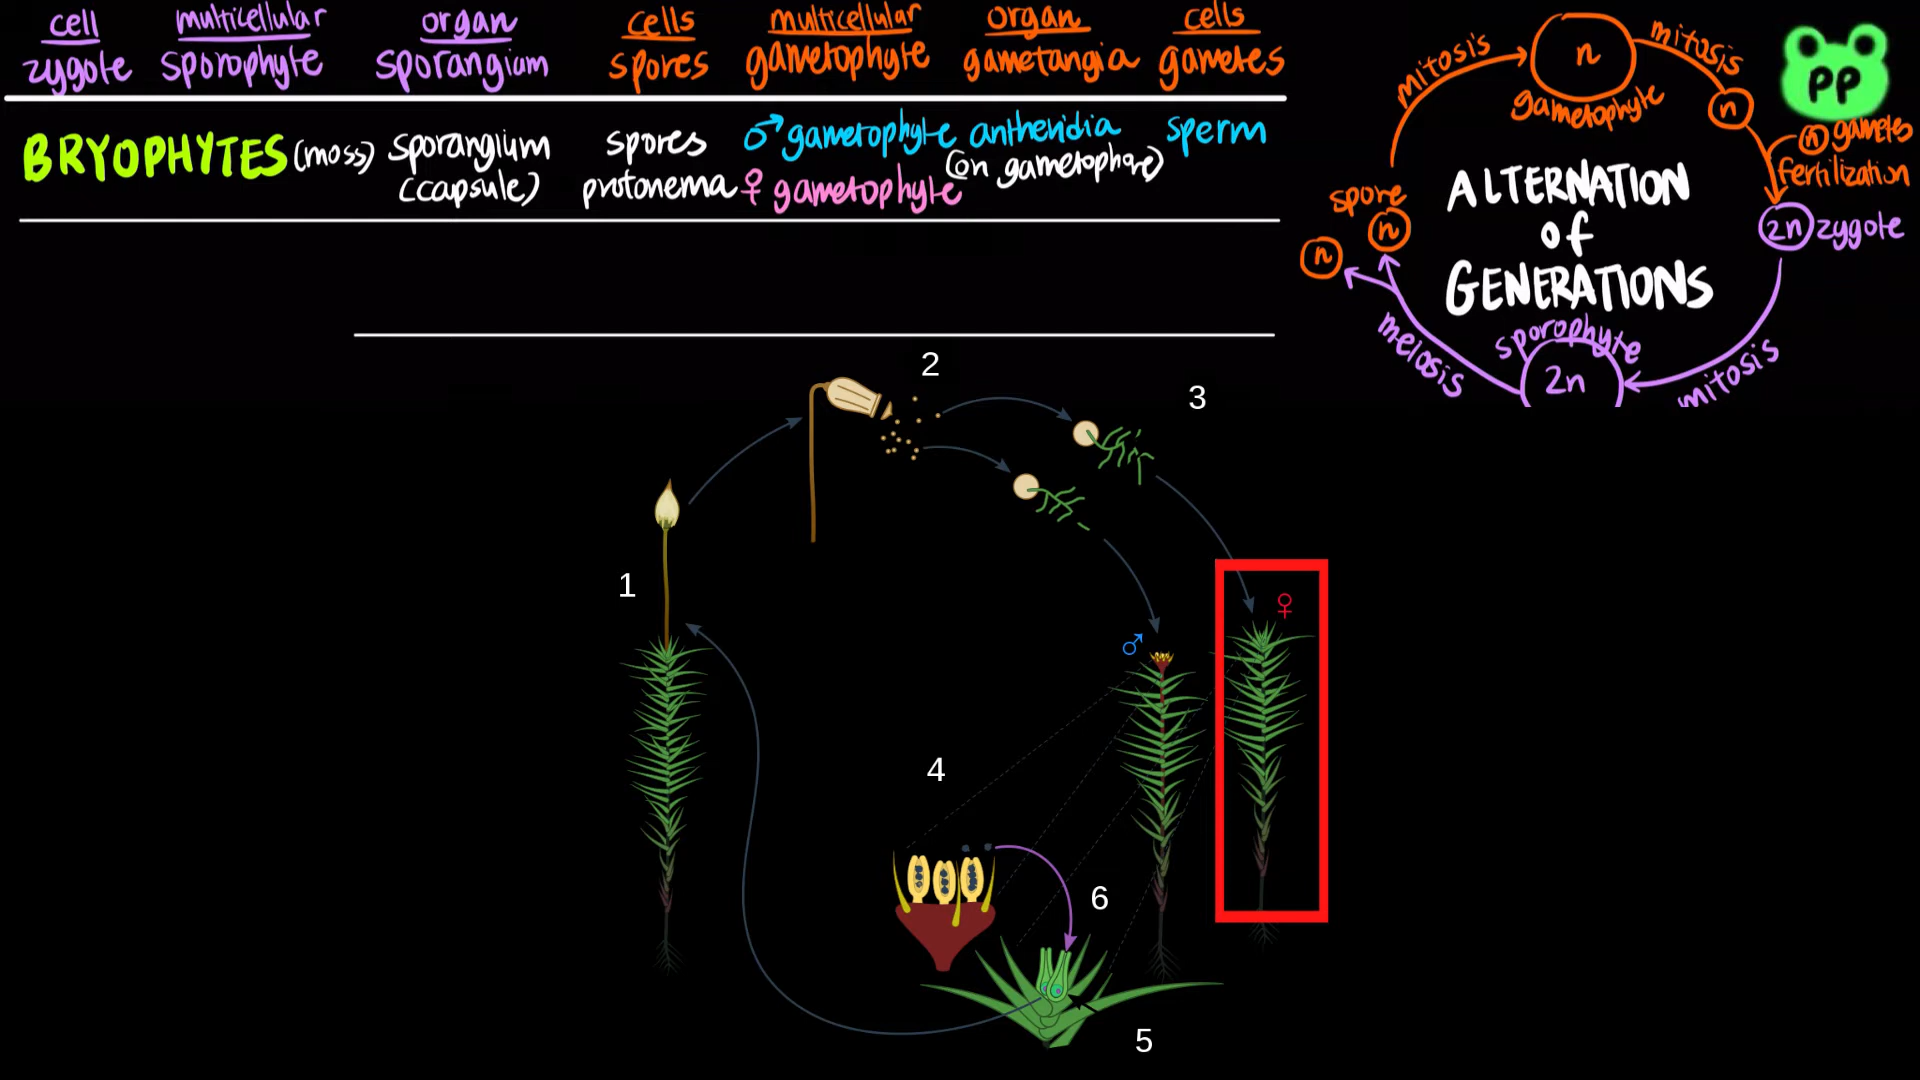 cell multicellular organ cells multicellular organ cells
zygote sporophyte sporangium spores gametophyte gametangia gametes
BRYOPHYTES (moss) sporangium spores ♂ gametophyte antheridia sperm
(capsule) protonema ♀ gametophyte (on gametophore)
mitosis n mitosis
gametophyte
n
n gametes
fertilization
2n zygote
PP
ALTERNATION
of
GENERATIONS
spore
n
n
meiosis
sporophyte
2n
mitosis
2
3
1
♂
♀
4
6
5